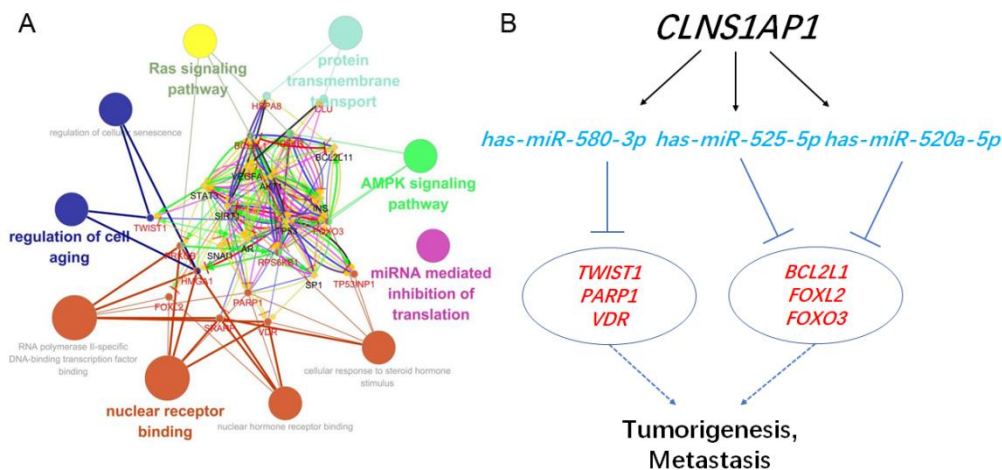 A
Ras signaling
pathway
protein
transmembrane
transport
HSPA8
CLU
regulation of cellular senescence
BCL2L11
VEGFA
AKT1
STAT3
AMPK signaling
pathway
SIRT1
INS
TP53
FOXO3
TWIST1
AR
SNAI1
RPS6KB1
regulation of cell
aging
HMGA1
SP1
TP53INP1
miRNA mediated
inhibition of
translation
FOXL2
PARP1
VDR
RNA polymerase II-specific
DNA-binding transcription factor
binding
cellular response to steroid hormone
stimulus
nuclear receptor
binding
nuclear hormone receptor binding
B
CLNS1AP1
has-miR-580-3p has-miR-525-5p has-miR-520a-5p
TWIST1
PARP1
VDR
BCL2L1
FOXL2
FOXO3
Tumorigenesis,
Metastasis